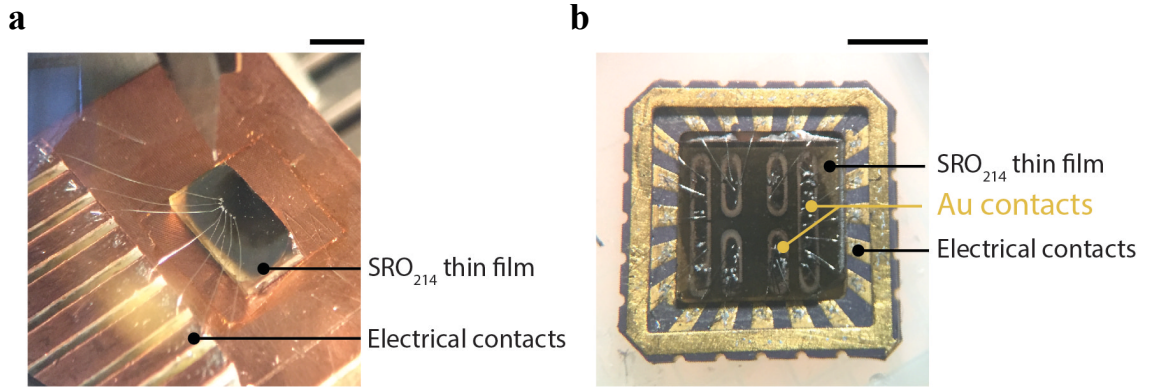 a
b
SRO₂₁₄ thin film
Electrical contacts
SRO₂₁₄ thin film
Au contacts
Electrical contacts